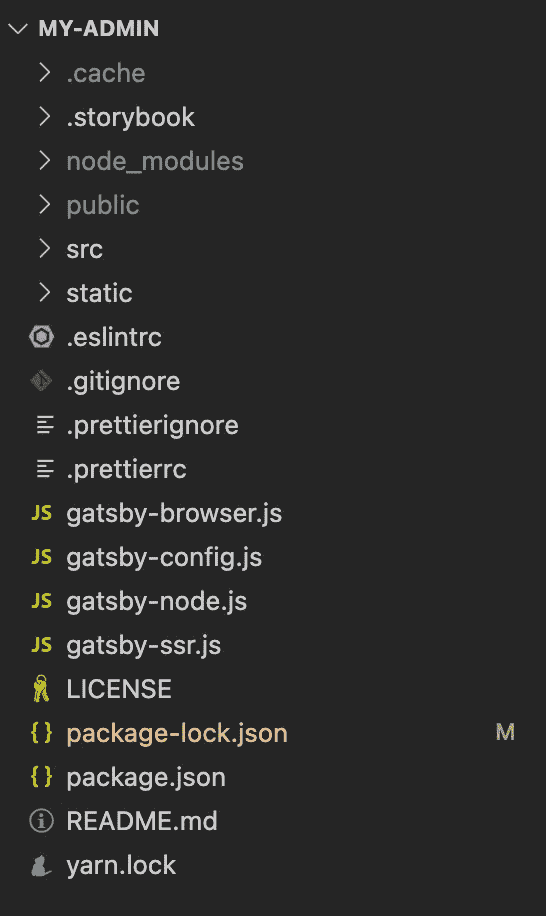 MY-ADMIN
.cache
.storybook
node_modules
public
src
static
.eslintrc
.gitignore
.prettierignore
.prettierrc
JS gatsby-browser.js
JS gatsby-config.js
JS gatsby-node.js
JS gatsby-ssr.js
LICENSE
{} package-lock.json M
{} package.json
README.md
yarn.lock